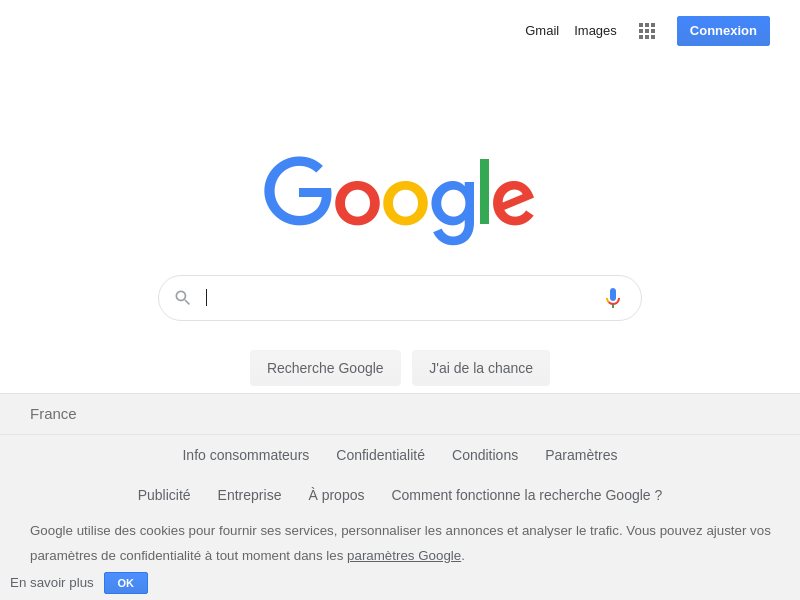 Gmail Images Connexion
Google
Recherche Google J'ai de la chance
France
Info consommateurs Confidentialité Conditions Paramètres
Publicité Entreprise À propos Comment fonctionne la recherche Google ?
Google utilise des cookies pour fournir ses services, personnaliser les annonces et analyser le trafic. Vous pouvez ajuster vos
paramètres de confidentialité à tout moment dans les paramètres Google.
En savoir plus OK